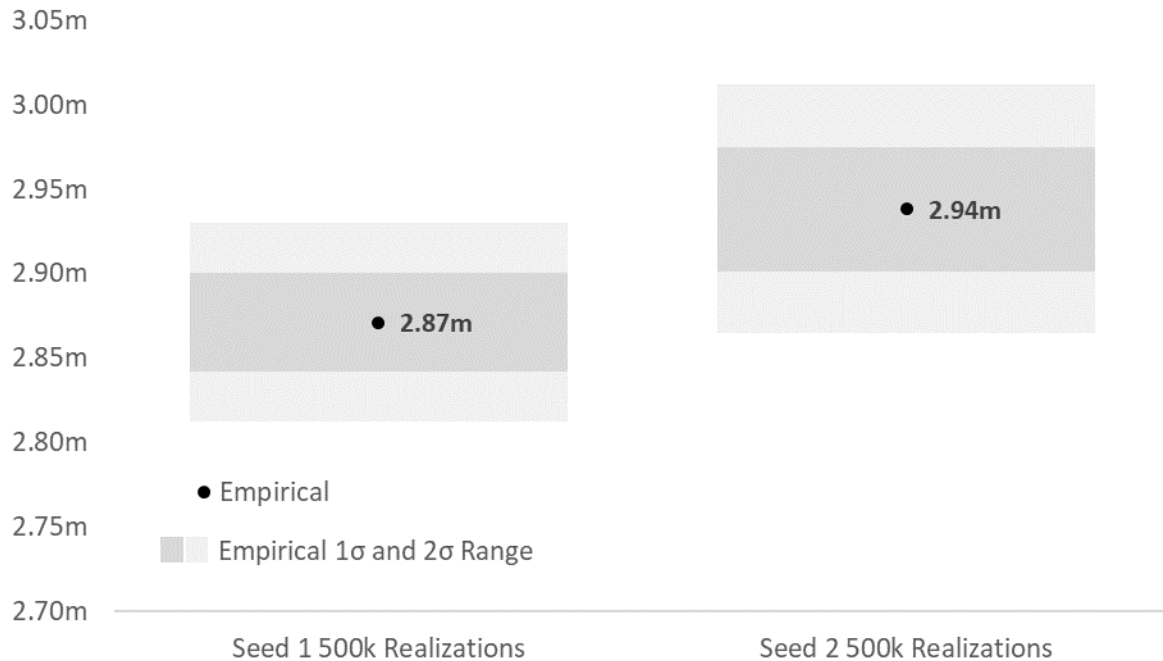 3.05m
3.00m
2.95m
2.94m
2.90m
2.87m
2.85m
2.80m
Empirical
2.75m
Empirical 1σ and 2σ Range
2.70m
Seed 1 500k Realizations
Seed 2 500k Realizations